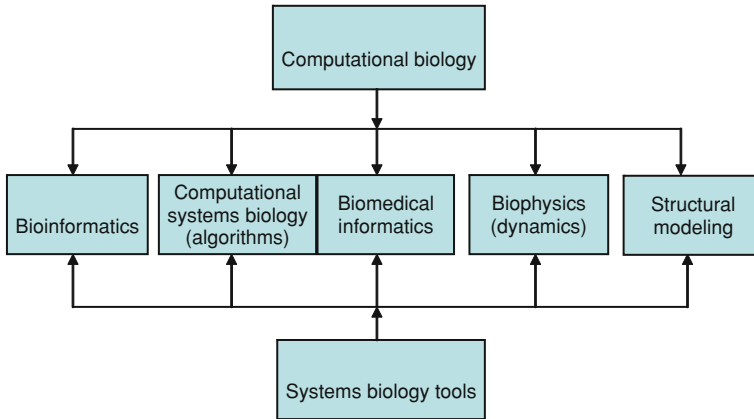 Computational biology
Bioinformatics
Computational
systems biology
(algorithms)
Biomedical
informatics
Biophysics
(dynamics)
Structural
modeling
Systems biology tools